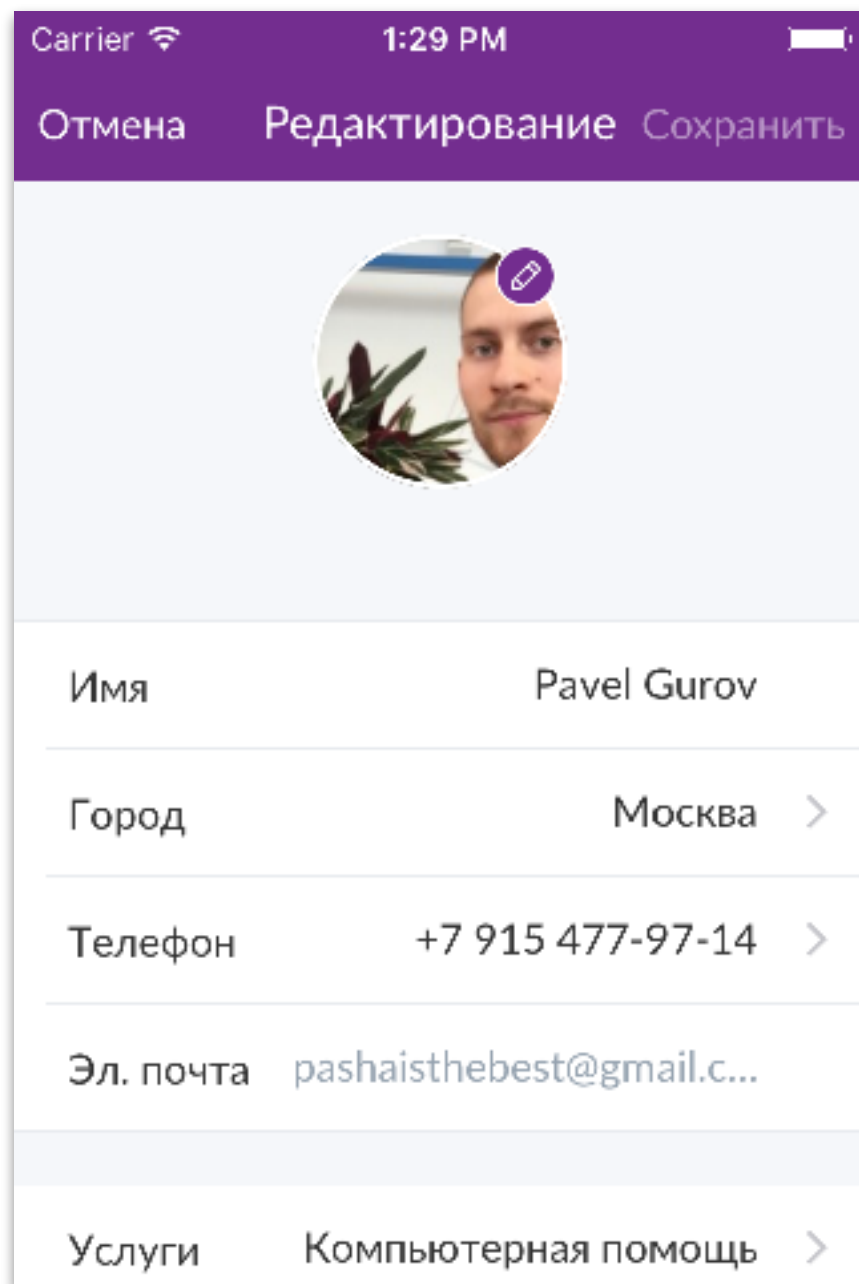 Carrier 1:29 PM
Отмена Редактирование Сохранить
Имя Pavel Gurov
Город Москва
Телефон +7 915 477-97-14
Эл. почта pashaisthebest@gmail.c...
Услуги Компьютерная помощь